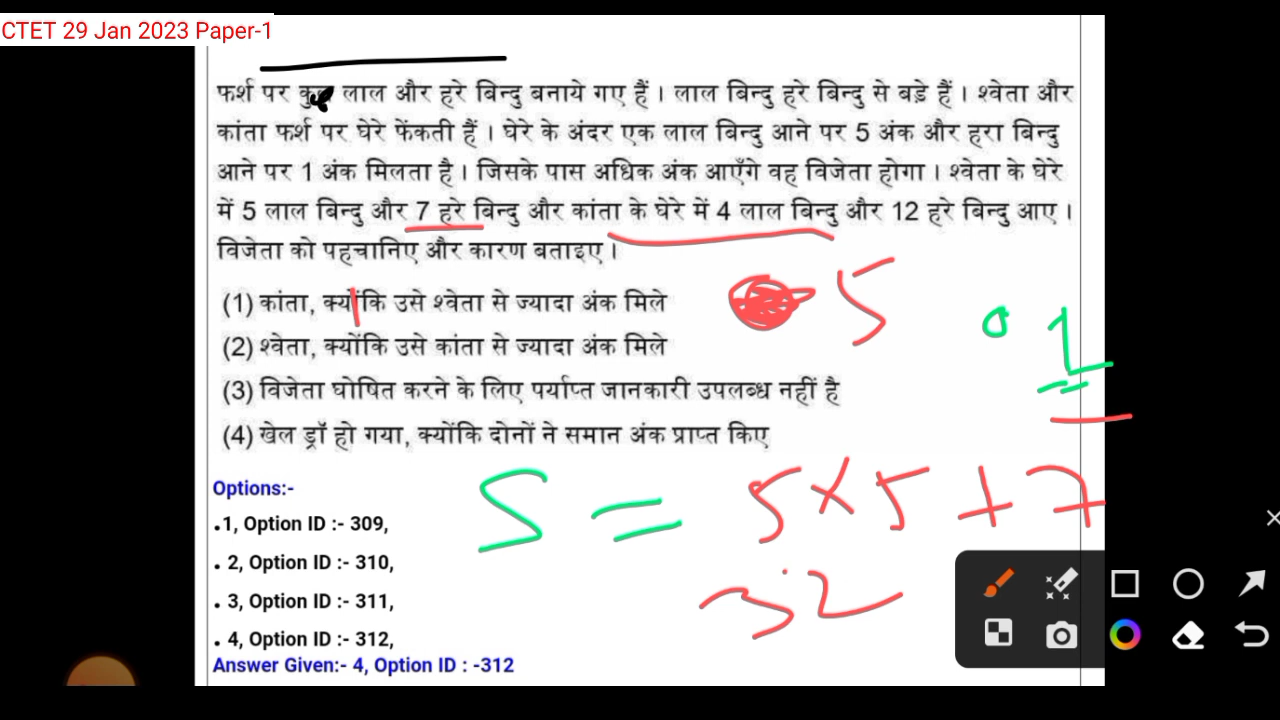 CTET 29 Jan 2023 Paper-1
फर्श पर लाल और हरे बिन्दु बनाये गए हैं । लाल बिन्दु हरे बिन्दु से बड़े हैं । श्वेता और
कांता फर्श पर घेरे फेंकती हैं । घेरे के अंदर एक लाल बिन्दु आने पर 5 अंक और हरा बिन्दु
आने पर 1 अंक मिलता है । जिसके पास अधिक अंक आएँगे वह विजेता होगा । श्वेता के घेरे
में 5 लाल बिन्दु और 7 हरे बिन्दु और कांता के घेरे में 4 लाल बिन्दु और 12 हरे बिन्दु आए ।
विजेता को पहचानिए और कारण बताइए ।
(1) कांता, क्योंकि उसे श्वेता से ज्यादा अंक मिले
5
1
(2) श्वेता, क्योंकि उसे कांता से ज्यादा अंक मिले
(3) विजेता घोषित करने के लिए पर्याप्त जानकारी उपलब्ध नहीं है
(4) खेल ड्रॉ हो गया, क्योंकि दोनों ने समान अंक प्राप्त किए
Options:-
S = 5 × 5 + 7
.1, Option ID :- 309,
. 2, Option ID :- 310,
32
. 3, Option ID :- 311,
. 4, Option ID :- 312,
Answer Given:- 4, Option ID : -312